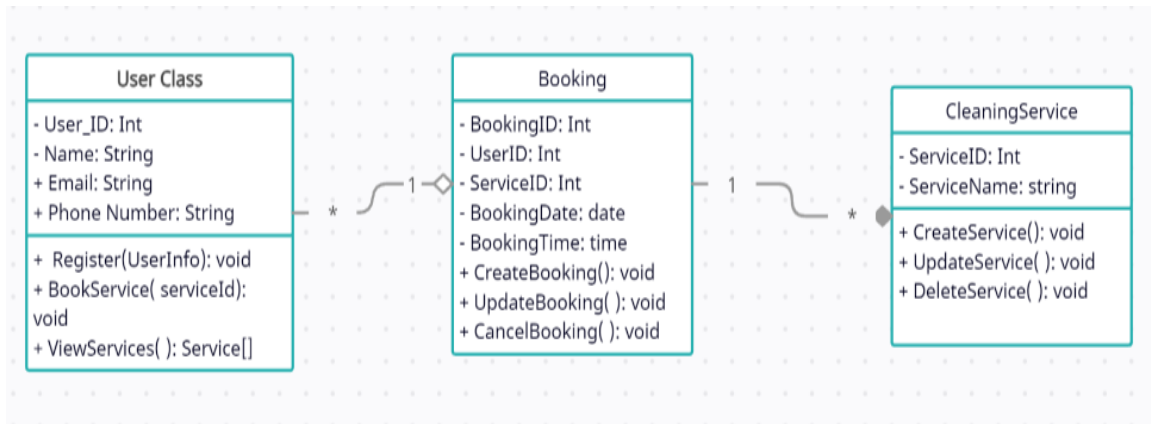 User Class
- User_ID: Int
- Name: String
+ Email: String
+ Phone Number: String
+ Register(UserInfo): void
+ BookService( serviceId):
void
+ ViewServices( ): Service[]
*
1
Booking
- BookingID: Int
- UserID: Int
- ServiceID: Int
- BookingDate: date
- BookingTime: time
+ CreateBooking(): void
+ UpdateBooking( ): void
+ CancelBooking( ): void
1
*
CleaningService
- ServiceID: Int
- ServiceName: string
+ CreateService(): void
+ UpdateService( ): void
+ DeleteService( ): void